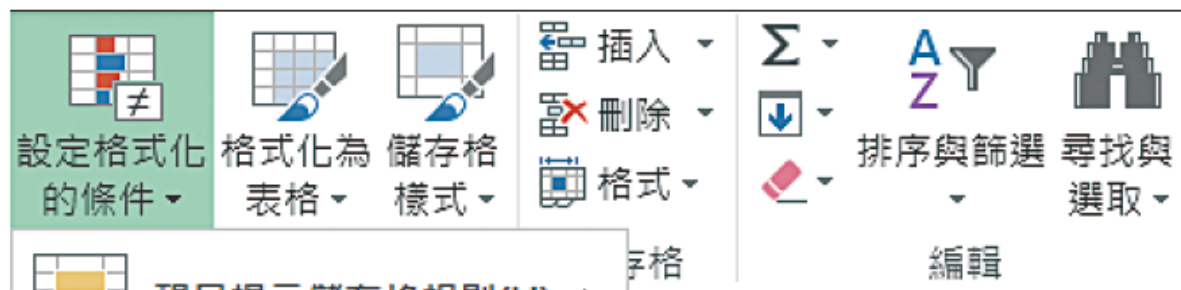 設定格式化
的條件
格式化為
表格
儲存格
樣式
插入
刪除
格式
存格
Σ
A
Z
排序與篩選
尋找與
選取
編輯